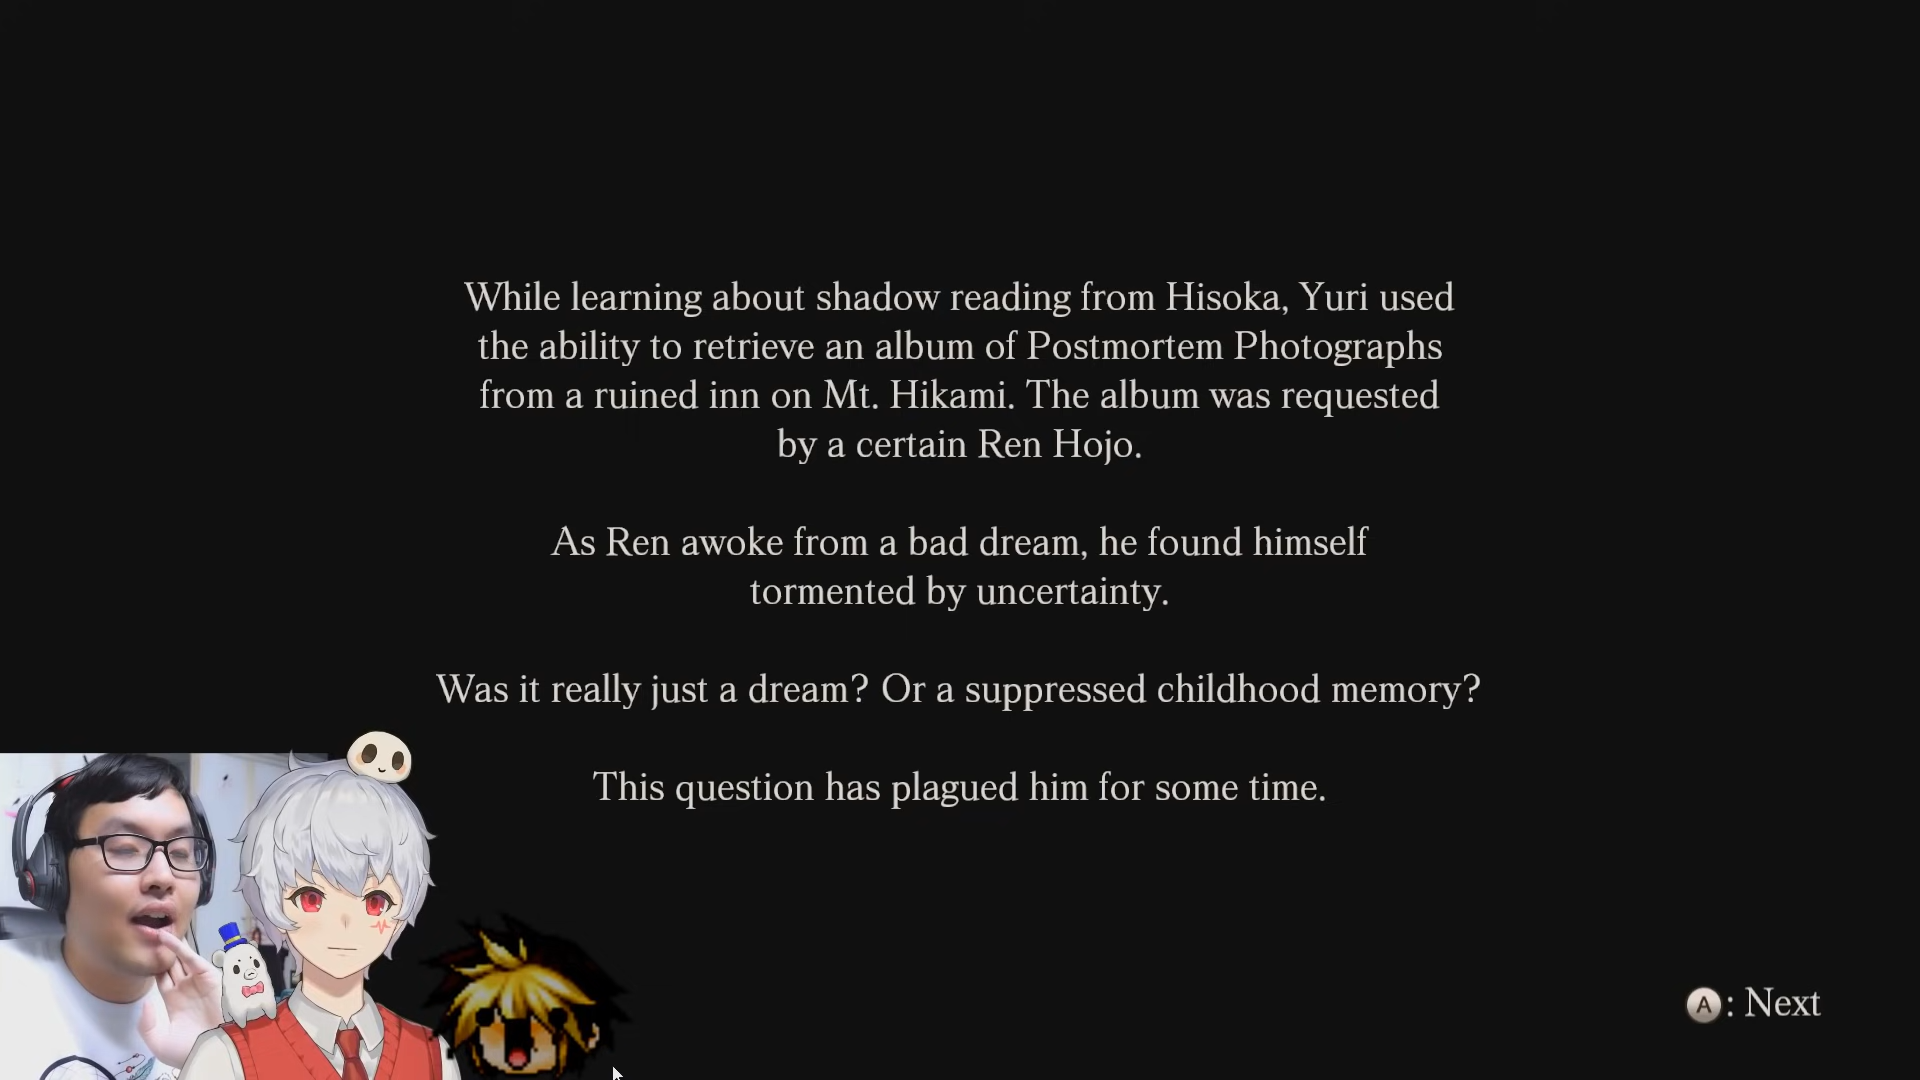 While learning about shadow reading from Hisoka, Yuri used
the ability to retrieve an album of Postmortem Photographs
from a ruined inn on Mt. Hikami. The album was requested
by a certain Ren Hojo.
As Ren awoke from a bad dream, he found himself
tormented by uncertainty.
Was it really just a dream? Or a suppressed childhood memory?
This question has plagued him for some time.
A : Next